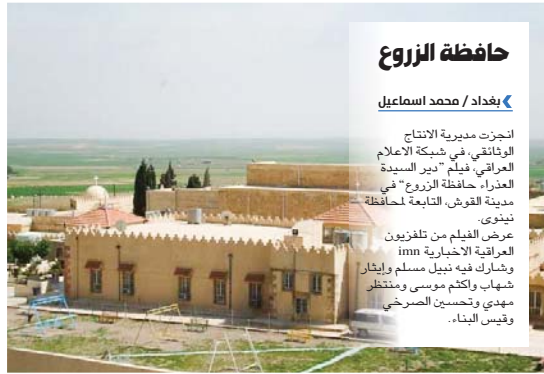 حافظة الزروع
بغداد / محمد اسماعيل
انجزت مديرية الانتاج
الوثائقي، في شبكة الاعلام
العراقي، فيلم "دير السيدة
العذراء حافظة الزروع" في
مدينة القوش، التابعة لمحافظة
نينوى.
عرض الفيلم من تلفزيون
العراقية الاخبارية imn
وشارك فيه نبيل مسلم وإيثار
شهاب واكثم موسى ومنتظر
مهدي وتحسين الصرخي
وقيس البناء.